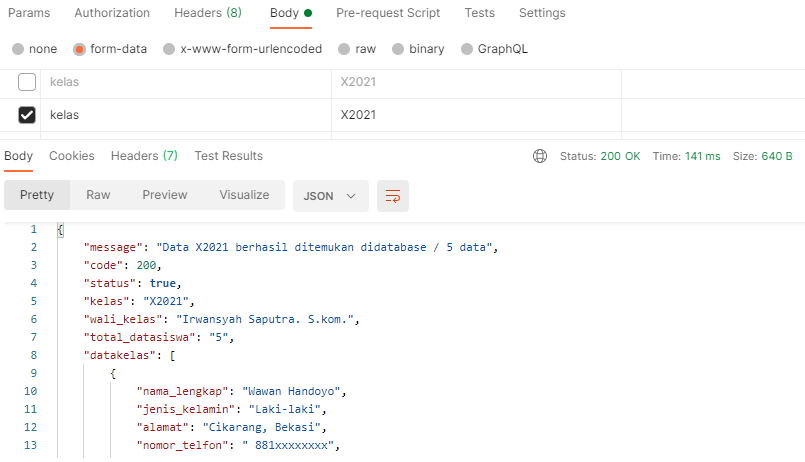 Params Authorization Headers (8) Body Pre-request Script Tests Settings
none form-data x-www-form-urlencoded raw binary GraphQL
kelas X2021
kelas X2021
Body Cookies Headers (7) Test Results Status: 200 OK Time: 141 ms Size: 640 B
Pretty Raw Preview Visualize JSON
1 {
2 "message": "Data X2021 berhasil ditemukan didatabase / 5 data",
3 "code": 200,
4 "status": true,
5 "kelas": "X2021",
6 "wali_kelas": "Irwansyah Saputra. S.kom.",
7 "total_datasiswa": "5",
8 "datakelas": [
9 {
10 "nama_lengkap": "Wawan Handoyo",
11 "jenis_kelamin": "Laki-laki",
12 "alamat": "Cikarang, Bekasi",
13 "nomor_telfon": " 881xxxxxxxx",